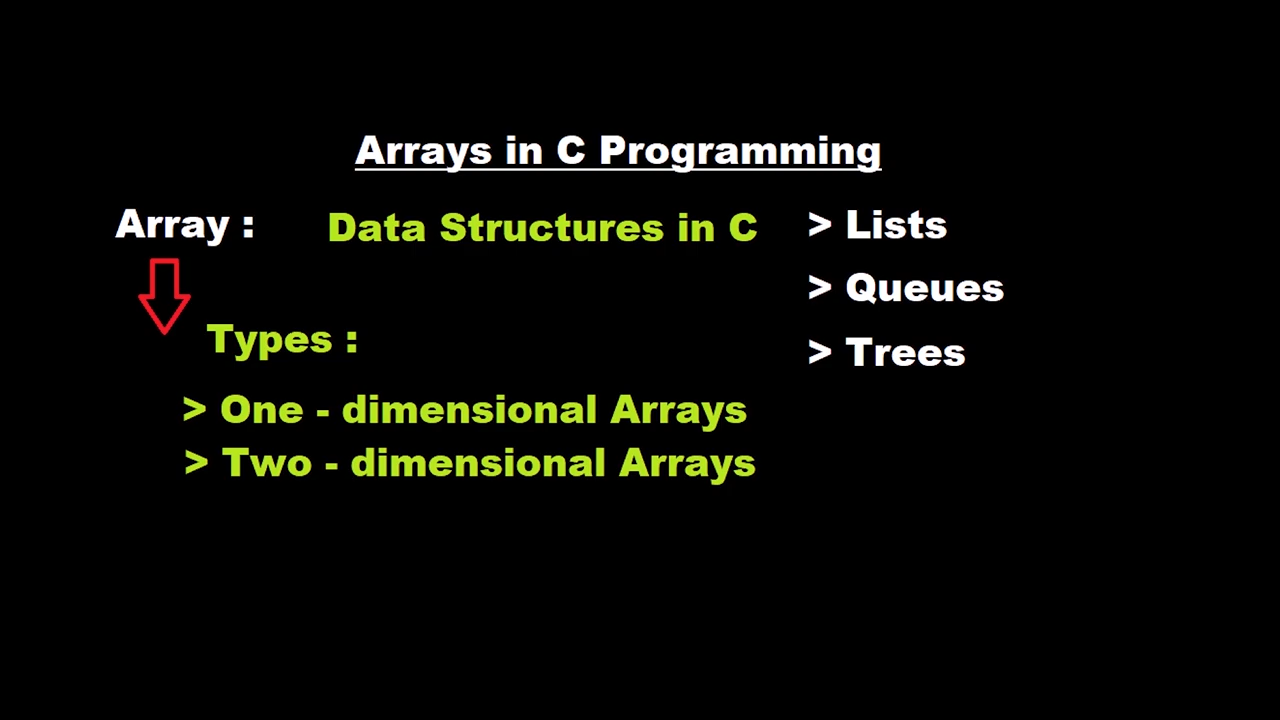 Arrays in C Programming
Array : Data Structures in C > Lists
> Queues
Types :
> Trees
> One - dimensional Arrays
> Two - dimensional Arrays